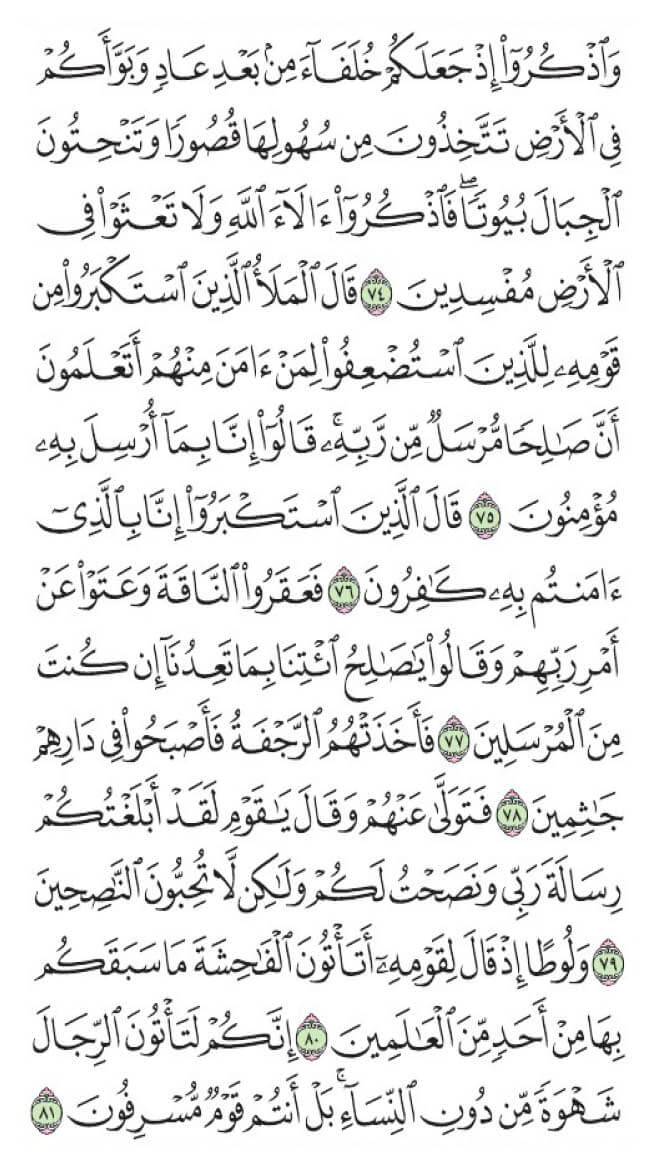 وَٱذۡكُرُوٓاْ إِذۡ جَعَلَكُمۡ خُلَفَآءَ مِنۢ بَعۡدِ عَادٖ وَبَوَّأَكُمۡ
فِي ٱلۡأَرۡضِ تَتَّخِذُونَ مِن سُهُولِهَا قُصُورٗا وَتَنۡحِتُونَ
ٱلۡجِبَالَ بُيُوتٗاۖ فَٱذۡكُرُوٓاْ ءَالَآءَ ٱللَّهِ وَلَا تَعۡثَوۡاْ فِي
ٱلۡأَرۡضِ مُفۡسِدِينَ ٧٤ قَالَ ٱلۡمَلَأُ ٱلَّذِينَ ٱسۡتَكۡبَرُواْ مِن
قَوۡمِهِۦ لِلَّذِينَ ٱسۡتُضۡعِفُواْ لِمَنۡ ءَامَنَ مِنۡهُمۡ أَتَعۡلَمُونَ
أَنَّ صَٰلِحٗا مُّرۡسَلٞ مِّن رَّبِّهِۦۚ قَالُوٓاْ إِنَّا بِمَآ أُرۡسِلَ بِهِۦ
مُؤۡمِنُونَ ٧٥ قَالَ ٱلَّذِينَ ٱسۡتَكۡبَرُوٓاْ إِنَّا بِٱلَّذِيٓ
ءَامَنتُم بِهِۦ كَٰفِرُونَ ٧٦ فَعَقَرُواْ ٱلنَّاقَةَ وَعَتَوۡاْ عَنۡ
أَمۡرِ رَبِّهِمۡ وَقَالُواْ يَٰصَٰلِحُ ٱئۡتِنَا بِمَا تَعِدُنَآ إِن كُنتَ
مِنَ ٱلۡمُرۡسَلِينَ ٧٧ فَأَخَذَتۡهُمُ ٱلرَّجۡفَةُ فَأَصۡبَحُواْ فِي دَارِهِمۡ
جَٰثِمِينَ ٧٨ فَتَوَلَّىٰ عَنۡهُمۡ وَقَالَ يَٰقَوۡمِ لَقَدۡ أَبۡلَغۡتُكُمۡ
رِسَالَةَ رَبِّي وَنَصَحۡتُ لَكُمۡ وَلَٰكِن لَّا تُحِبُّونَ ٱلنَّٰصِحِينَ
٧٩ وَلُوطًا إِذۡ قَالَ لِقَوۡمِهِۦٓ أَتَأۡتُونَ ٱلۡفَٰحِشَةَ مَا سَبَقَكُم
بِهَا مِنۡ أَحَدٖ مِّنَ ٱلۡعَٰلَمِينَ ٨٠ إِنَّكُمۡ لَتَأۡتُونَ ٱلرِّجَالَ
شَهۡوَةٗ مِّن دُونِ ٱلنِّسَآءِۚ بَلۡ أَنتُمۡ قَوۡمٞ مُّسۡرِفُونَ ٨١